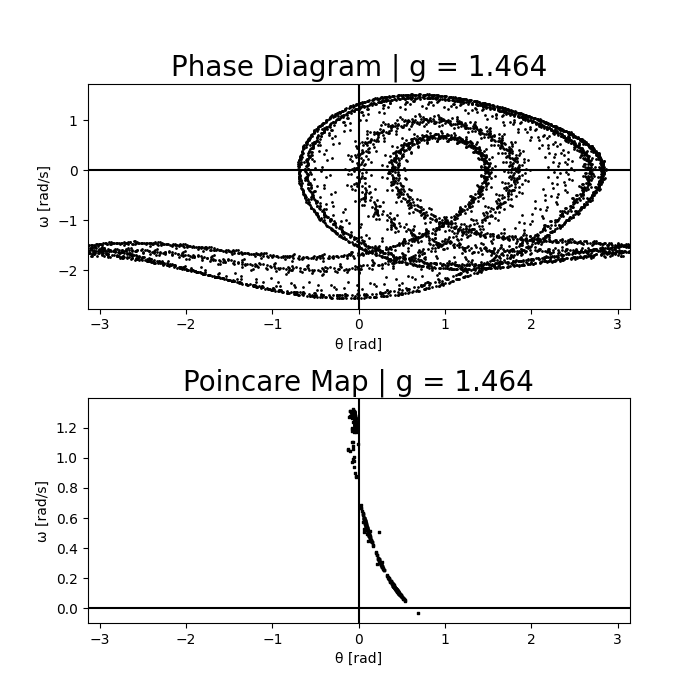 Phase Diagram | g = 1.464
ω [rad/s]
1
0
−1
−2
−3 −2 −1 0 1 2 3
θ [rad]
Poincare Map | g = 1.464
ω [rad/s]
1.2
1.0
0.8
0.6
0.4
0.2
0.0
−3 −2 −1 0 1 2 3
θ [rad]